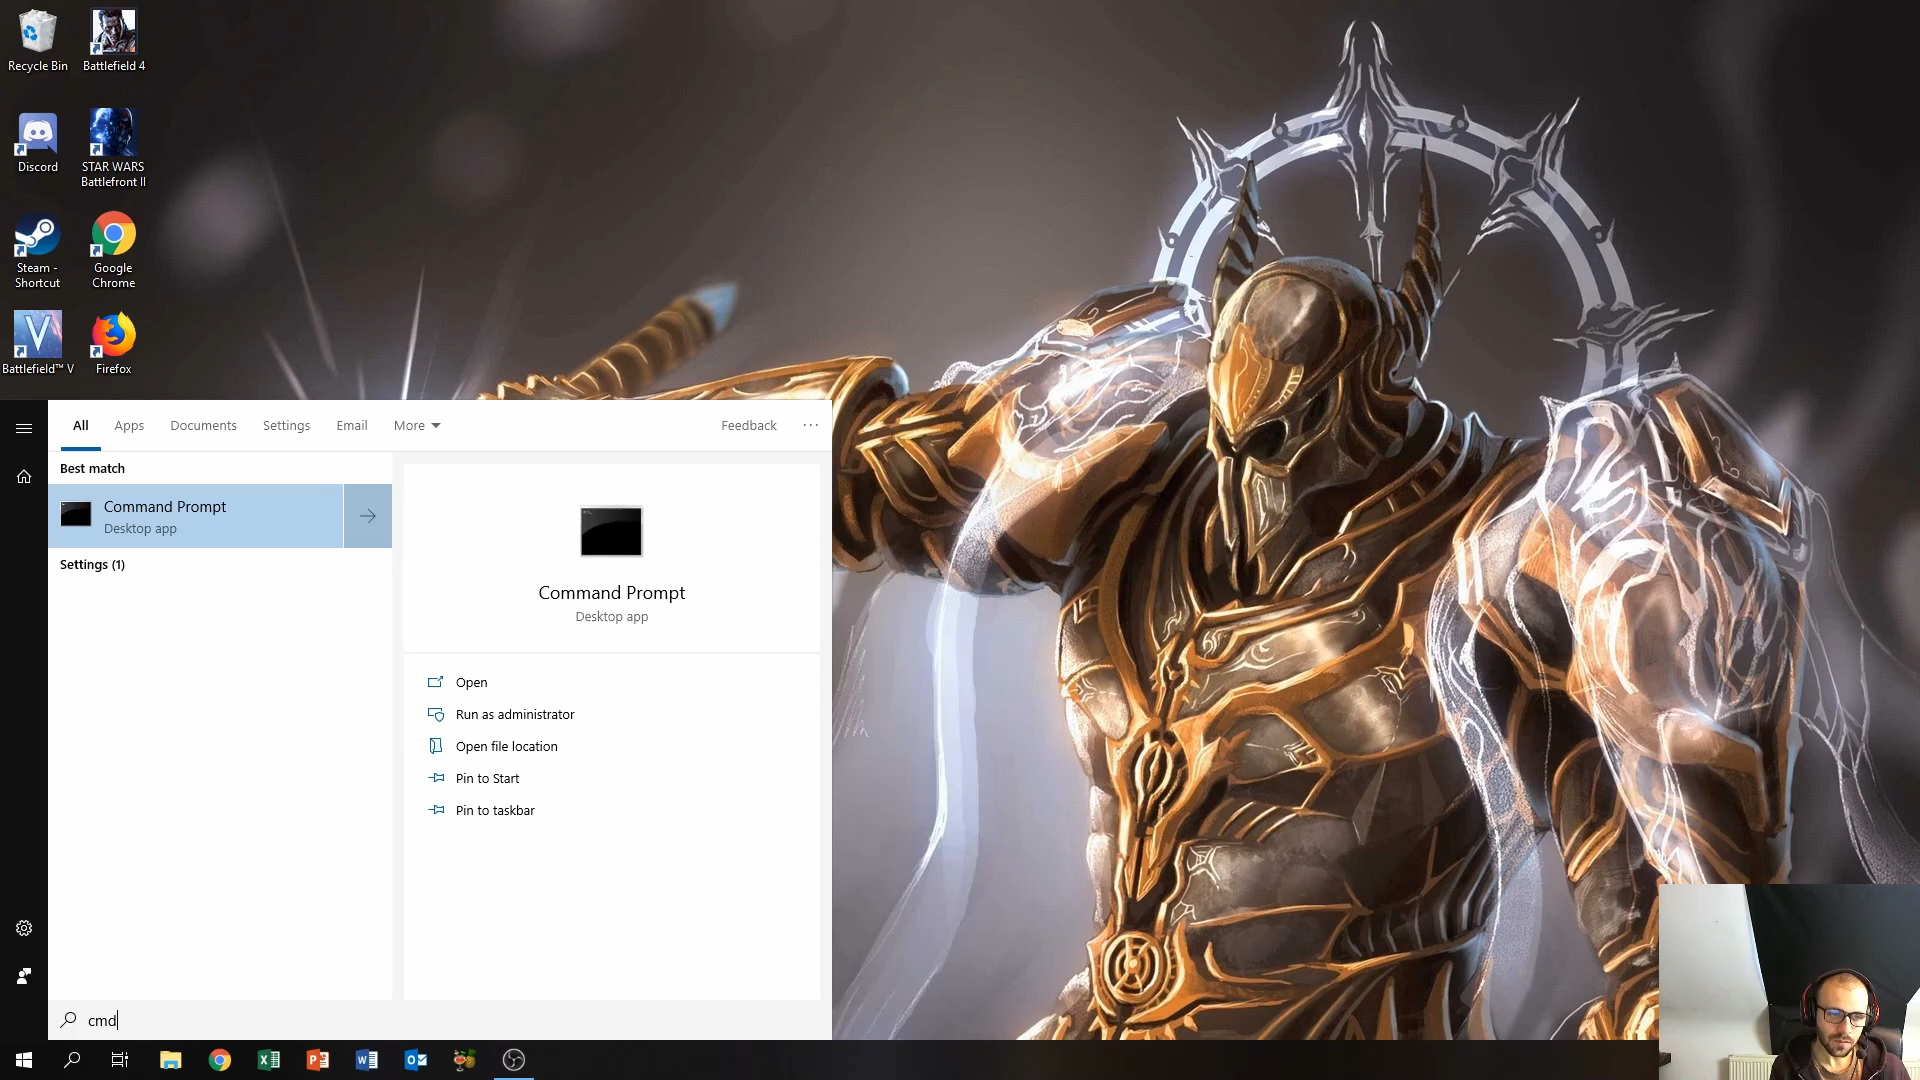 Recycle Bin
Battlefield 4
Discord
STAR WARS
Battlefront II
Steam -
Shortcut
Google
Chrome
Battlefield™ V
Firefox
All
Apps
Documents
Settings
Email
More
Feedback
Best match
Command Prompt
Desktop app
Settings (1)
Command Prompt
Desktop app
Open
Run as administrator
Open file location
Pin to Start
Pin to taskbar
cmd